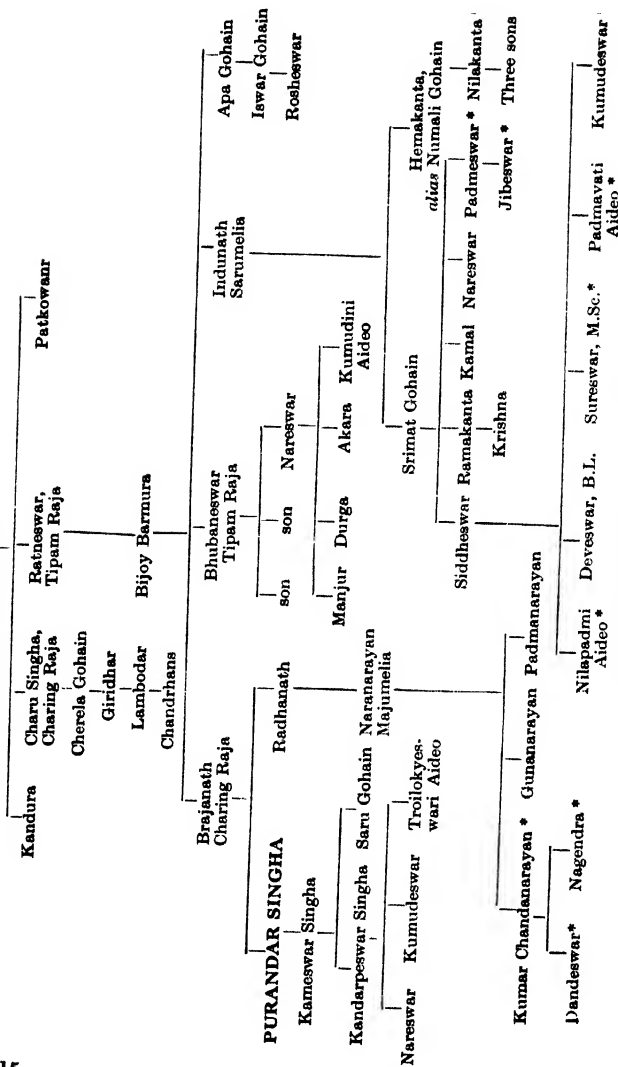 Kandura
Charu Singha,
Charing Raja
Ratneswar,
Tipam Raja
Patkowanr
Cherela Gohain
Giridhar
Lambodar
Chandrhans
Bijoy Barmura
Brajanath
Charing Raja
Bhubaneswar
Tipam Raja
Indunath
Sarumelia
Apa Gohain
Iswar Gohain
Rosheswar
PURANDAR SINGHA
Radhanath
son
son
Nareswar
Kameswar Singha
Naranarayan
Majumelia
Manjur
Durga
Akara
Kumudini
Aideo
Srimat Gohain
Hemakanta,
alias Numali Gohain
Kandarpeswar Singha
Saru Gohain
Siddheswar
Ramakanta
Kamal
Nareswar
Padmeswar *
Nilakanta
Krishna
Jibeswar *
Three sons
Nareswar
Kumudeswar
Troilokyes-
wari Aideo
Kumar Chandanarayan *
Gunanarayan
Padmanarayan
Dandeswar*
Nagendra *
Nilapadmi
Aideo *
Deveswar, B.L.
Sureswar, M.Sc.*
Padmavati
Aideo *
Kumudeswar